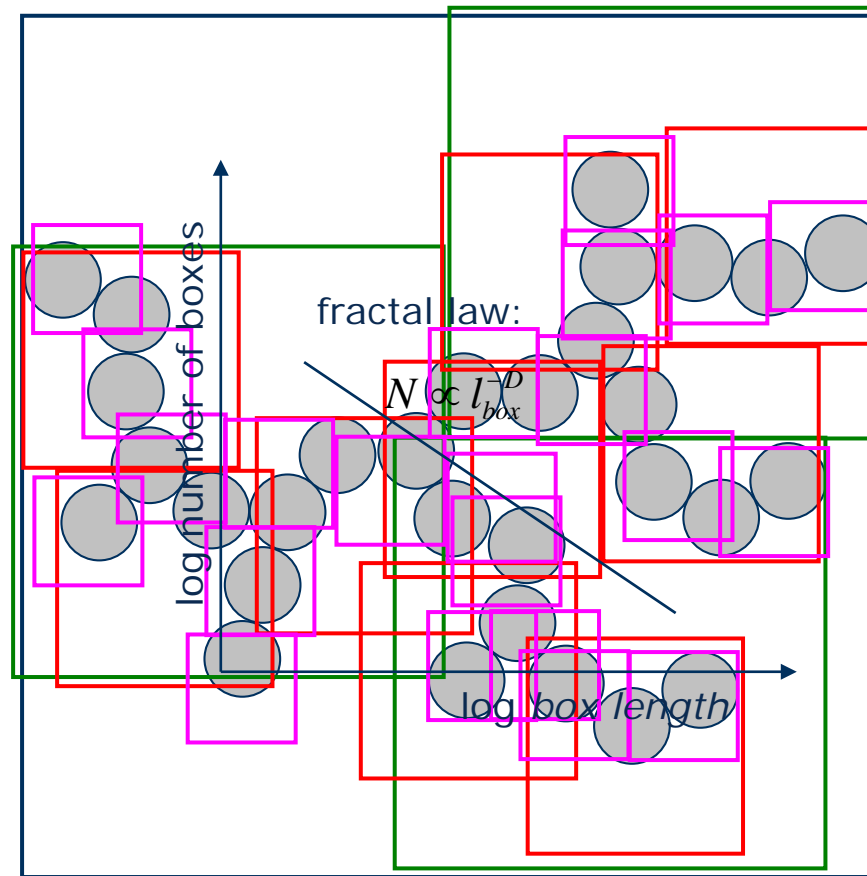 log number of boxes
fractal law:
N ∝ l_box^-D
log box length